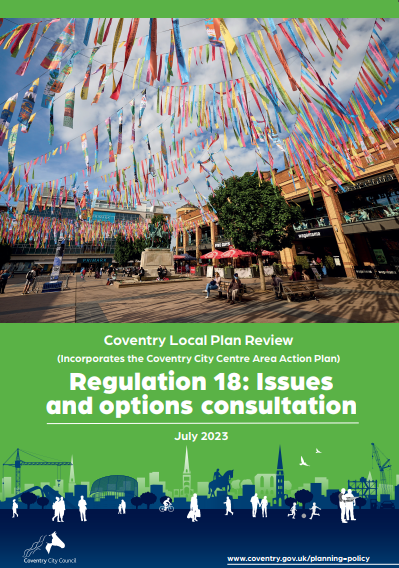 wagamama
Coventry Local Plan Review
(Incorporates the Coventry City Centre Area Action Plan)
Regulation 18: Issues
and options consultation
July 2023
Coventry City Council
www.coventry.gov.uk/planning-policy